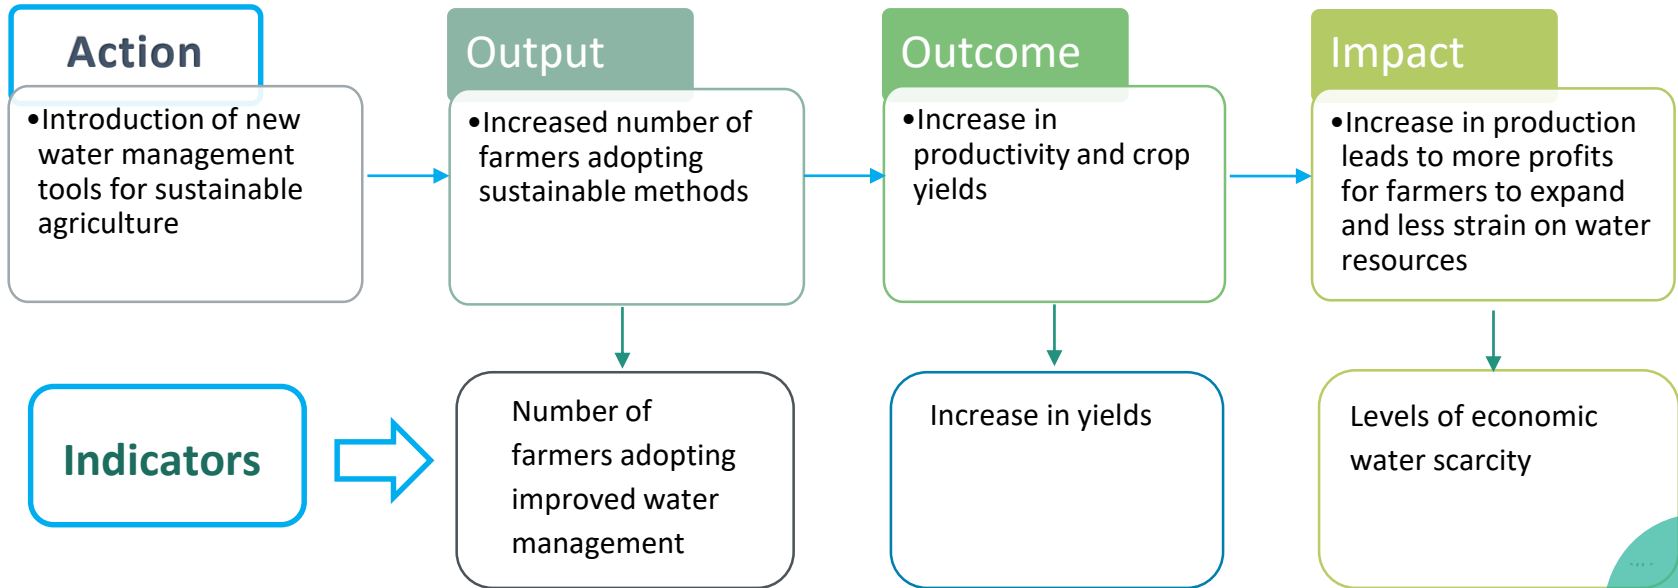 Action
•Introduction of new
water management
tools for sustainable
agriculture
Output
•Increased number of
farmers adopting
sustainable methods
Outcome
•Increase in
productivity and crop
yields
Impact
•Increase in production
leads to more profits
for farmers to expand
and less strain on water
resources
Indicators
Number of
farmers adopting
improved water
management
Increase in yields
Levels of economic
water scarcity